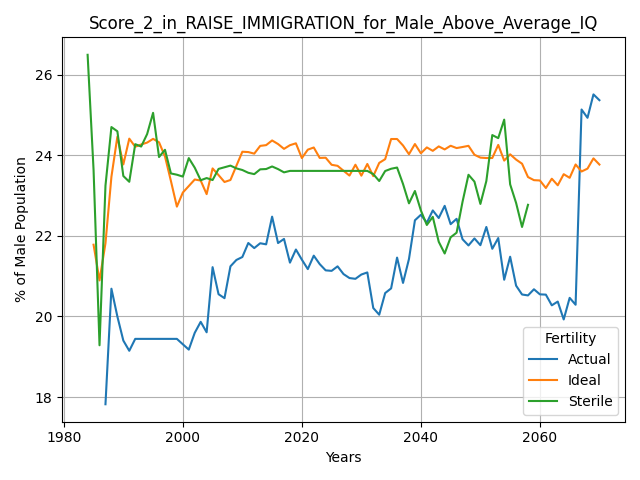 Score_2_in_RAISE_IMMIGRATION_for_Male_Above_Average_IQ
% of Male Population
26
24
22
20
18
1980
2000
2020
2040
2060
Years
Fertility
Actual
Ideal
Sterile